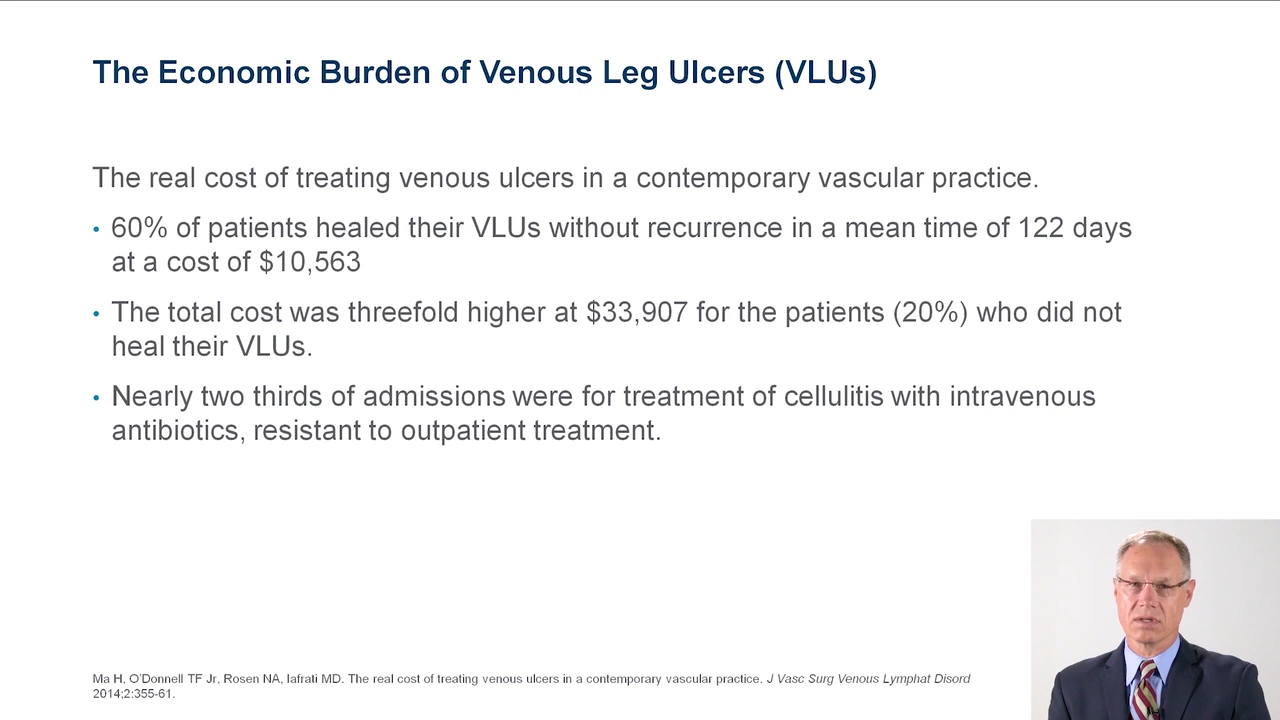 The Economic Burden of Venous Leg Ulcers (VLUs)
The real cost of treating venous ulcers in a contemporary vascular practice.
• 60% of patients healed their VLUs without recurrence in a mean time of 122 days
at a cost of $10,563
• The total cost was threefold higher at $33,907 for the patients (20%) who did not
heal their VLUs.
• Nearly two thirds of admissions were for treatment of cellulitis with intravenous
antibiotics, resistant to outpatient treatment.
Ma H, O’Donnell TF Jr, Rosen NA, Iafrati MD. The real cost of treating venous ulcers in a contemporary vascular practice. J Vasc Surg Venous Lymphat Disord
2014;2:355-61.